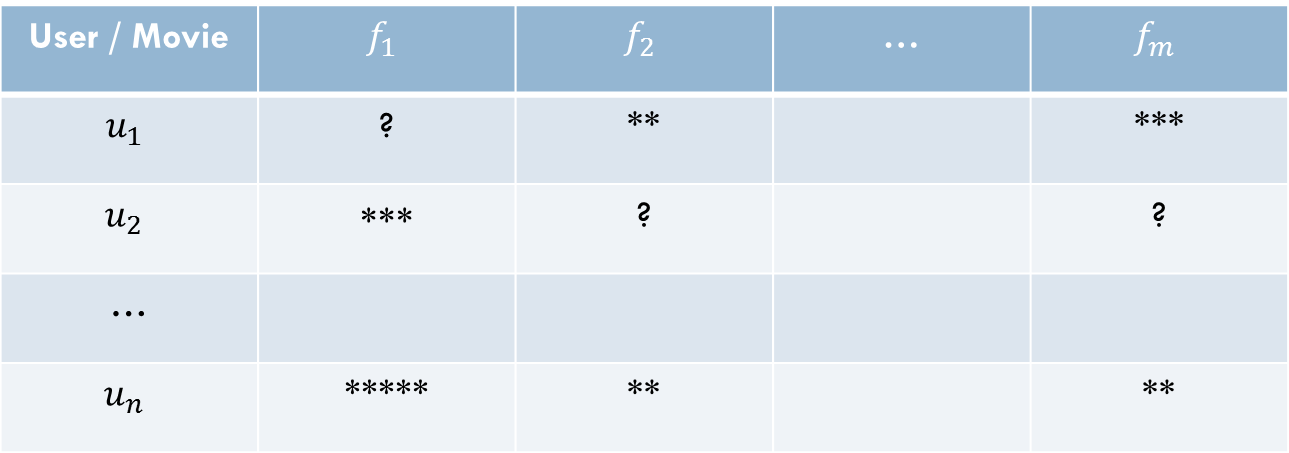 User / Movie f₁ f₂ ... fₘ
u₁ ? ** ***
u₂ *** ? ?
...
uₙ ***** ** **